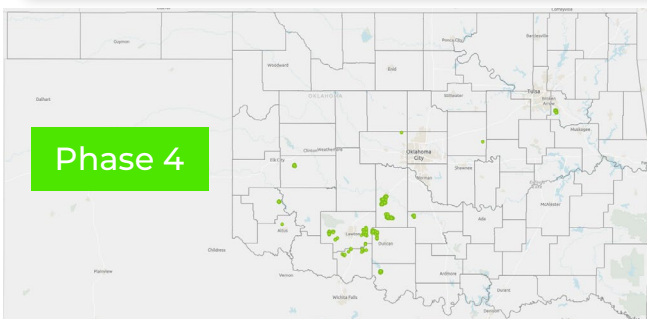 Guymon
Ponca City
Bartlesville
Woodward
Enid
Dalhart
OKLAHOMA
Stillwater
Tulsa
Broken
Arrow
Muskogee
Phase 4
Clinton
Weatherford
Oklahoma
City
Elk City
Shawnee
Norman
McAlester
Altus
Lawton
Duncan
Ada
Childress
Plainview
Vernon
Ardmore
Durant
Wichita Falls
Denison